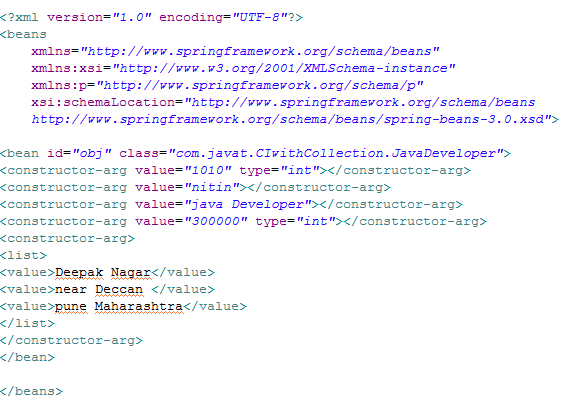 <?xml version="1.0" encoding="UTF-8"?>
<beans
xmlns="http://www.springframework.org/schema/beans"
xmlns:xsi="http://www.w3.org/2001/XMLSchema-instance"
xmlns:p="http://www.springframework.org/schema/p"
xsi:schemaLocation="http://www.springframework.org/schema/beans
http://www.springframework.org/schema/beans/spring-beans-3.0.xsd">
<bean id="obj" class="com.javat.CIwithCollection.JavaDeveloper">
<constructor-arg value="1010" type="int"></constructor-arg>
<constructor-arg value="nitin"></constructor-arg>
<constructor-arg value="java Developer"></constructor-arg>
<constructor-arg value="300000" type="int"></constructor-arg>
<constructor-arg>
<list>
<value>Deepak Nagar</value>
<value>near Deccan </value>
<value>pune Maharashtra</value>
</list>
</constructor-arg>
</bean>
</beans>